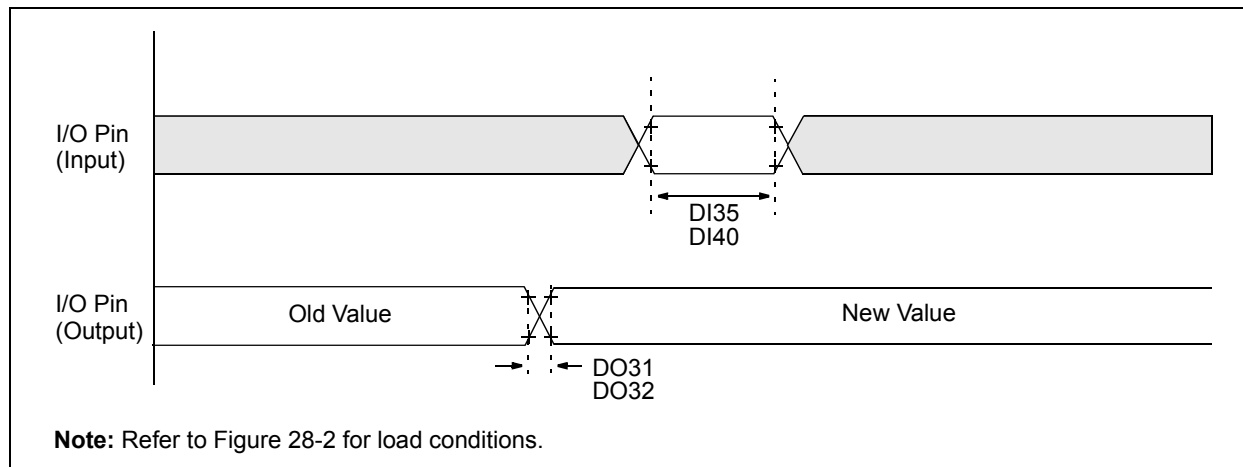 I/O Pin
(Input)
DI35
DI40
I/O Pin
(Output)
Old Value
New Value
DO31
DO32
Note: Refer to Figure 28-2 for load conditions.